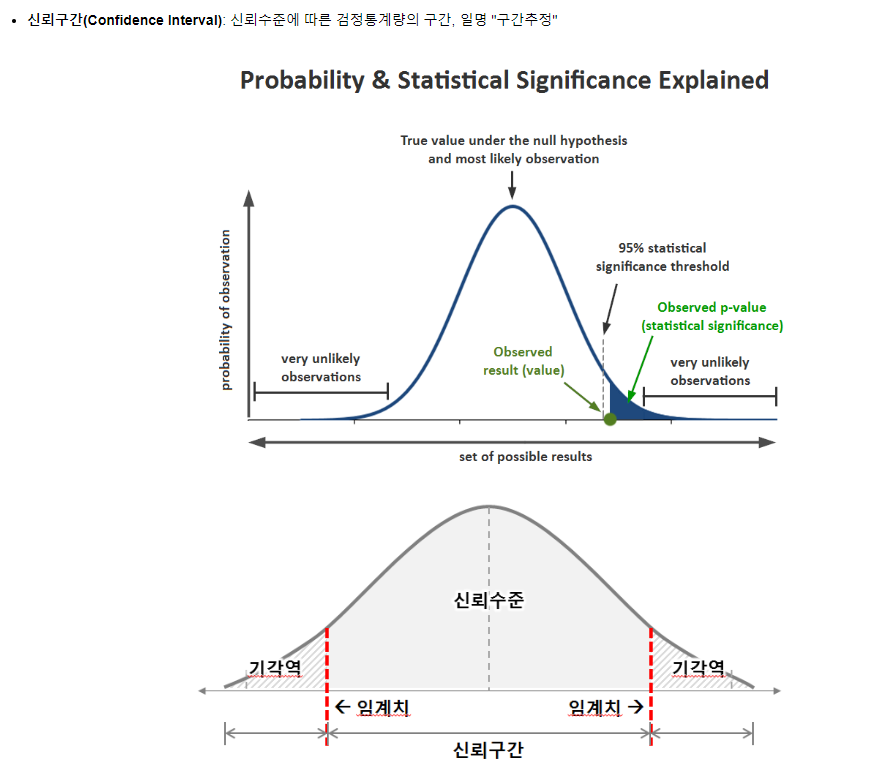 • 신뢰구간(Confidence Interval): 신뢰수준에 따른 검정통계량의 구간, 일명 "구간추정"
Probability & Statistical Significance Explained
True value under the null hypothesis
and most likely observation
probability of observation
95% statistical
significance threshold
Observed p-value
(statistical significance)
very unlikely
observations
Observed
result (value)
very unlikely
observations
set of possible results
신뢰수준
기각역
기각역
← 임계치
임계치 →
신뢰구간